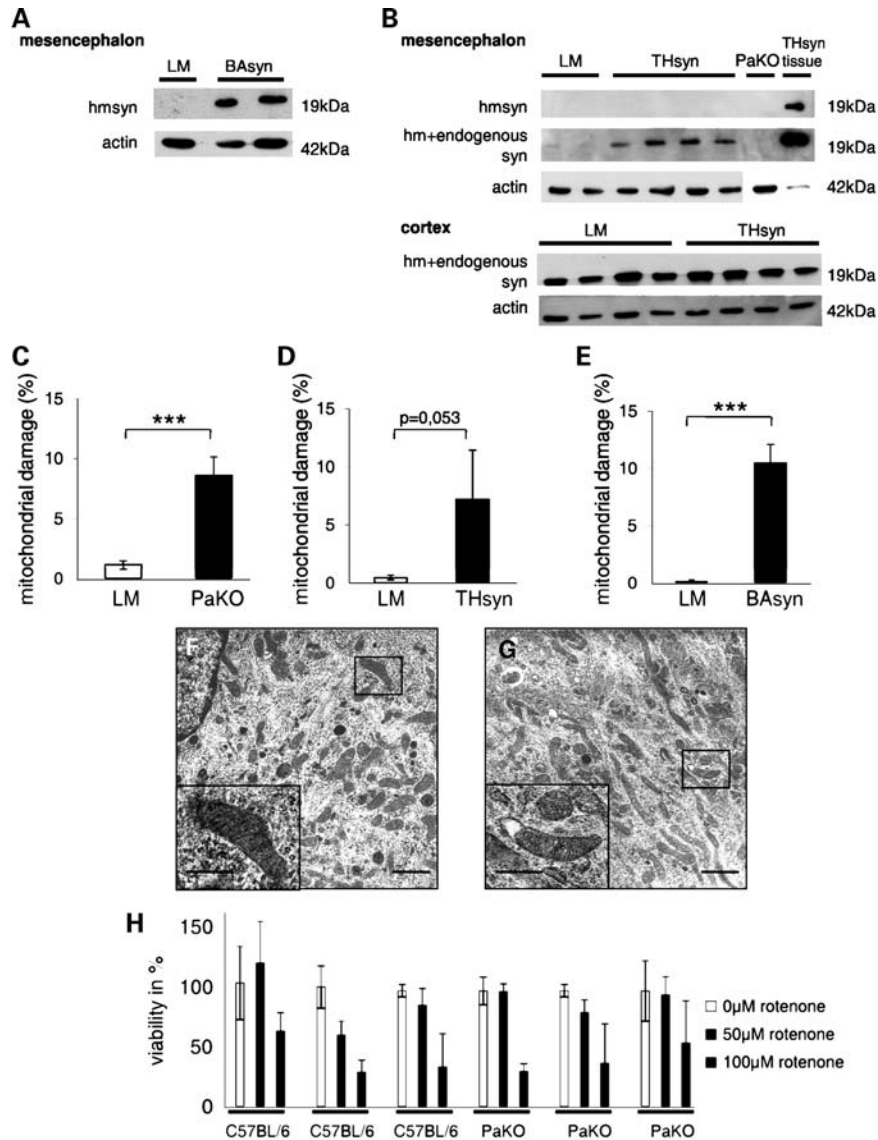 A
mesencephalon
LM BAsyn
hmsyn 19kDa
actin 42kDa
B
mesencephalon
LM THsyn PaKO THsyn
tissue
hmsyn 19kDa
hm+endogenous
syn 19kDa
actin 42kDa
cortex
LM THsyn
hm+endogenous
syn 19kDa
actin 42kDa
C
mitochondrial damage (%)
15
10
5
0
***
LM PaKO
D
mitochondrial damage (%)
15
10
5
0
p=0,053
LM THsyn
E
mitochondrial damage (%)
15
10
5
0
***
LM BAsyn
F
G
H
viability in %
150
100
50
0
C57BL/6 C57BL/6 C57BL/6 PaKO PaKO PaKO
0µM rotenone
50µM rotenone
100µM rotenone